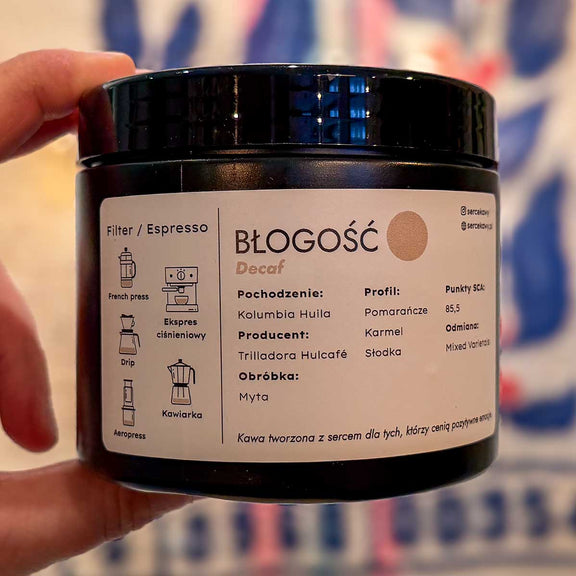 Filter / Espresso
French press
Ekspres
ciśnieniowy
Drip
Kawiarka
Aeropress
BŁOGOŚĆ
Decaf
Pochodzenie:
Kolumbia Huila
Producent:
Trilladora Hulcafé
Obróbka:
Myta
Profil:
Pomarańcze
Karmel
Słodka
sercekawy
sercekawy.pl
Punkty SCA:
85,5
Odmiana:
Mixed Varietals
Kawa tworzona z sercem dla tych, którzy cenią pozytywne emocje.